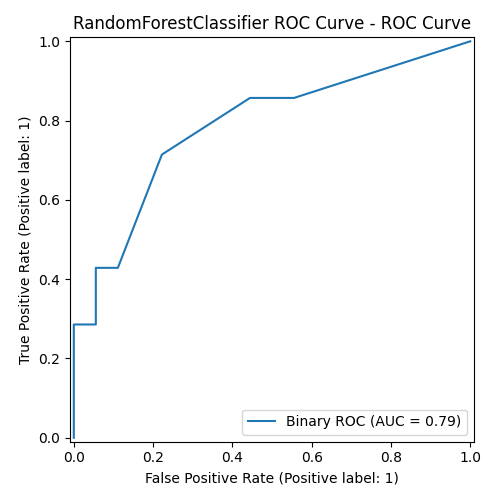 RandomForestClassifier ROC Curve - ROC Curve
1.0
0.8
0.6
0.4
0.2
0.0
True Positive Rate (Positive label: 1)
Binary ROC (AUC = 0.79)
0.0 0.2 0.4 0.6 0.8 1.0
False Positive Rate (Positive label: 1)